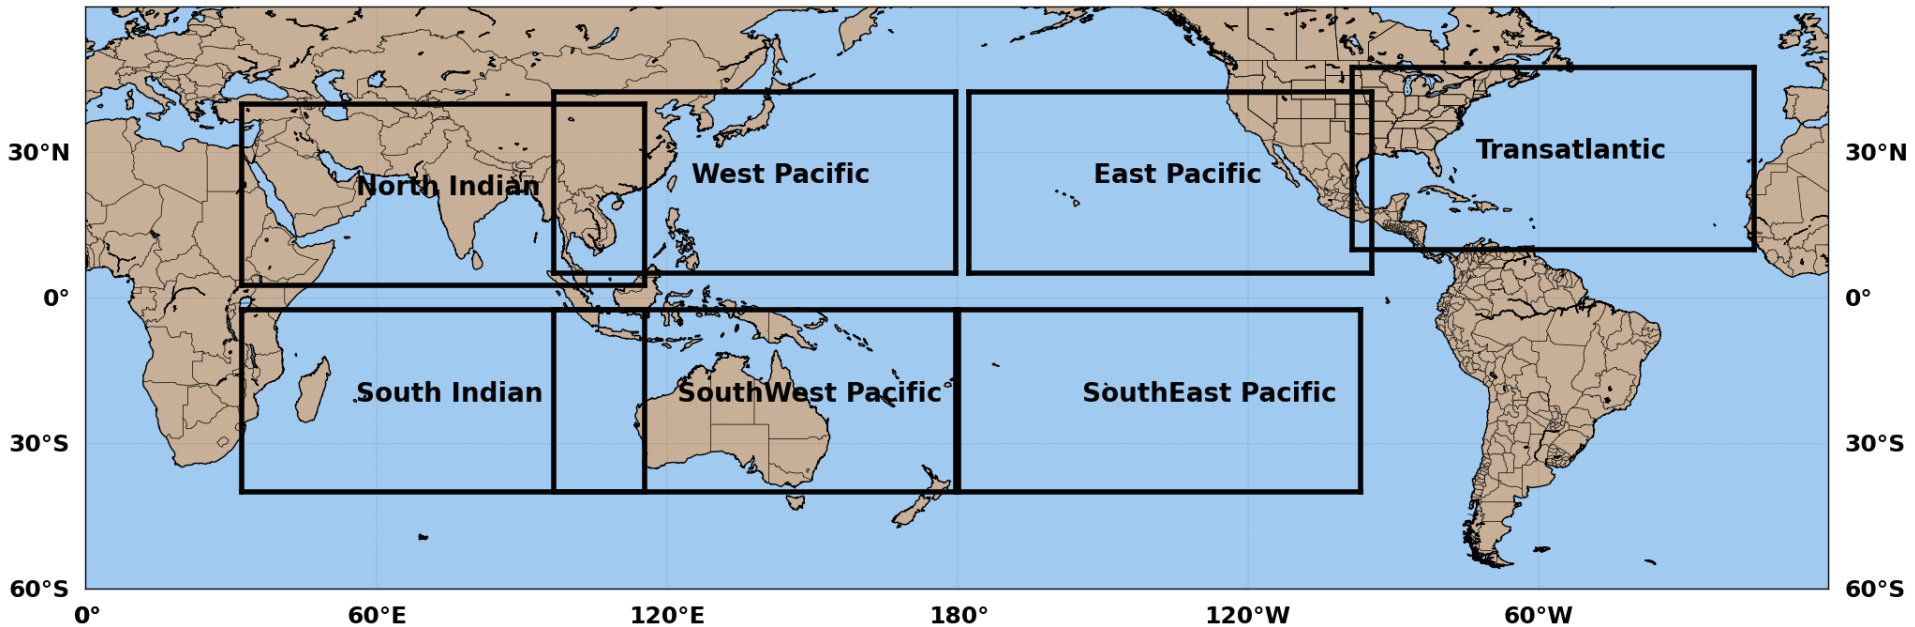 30°N
30°N
Transatlantic
West Pacific
East Pacific
North Indian
0°
0°
South Indian
SouthWest Pacific
SouthEast Pacific
30°S
30°S
60°S
60°S
0°
60°E
120°E
180°
120°W
60°W